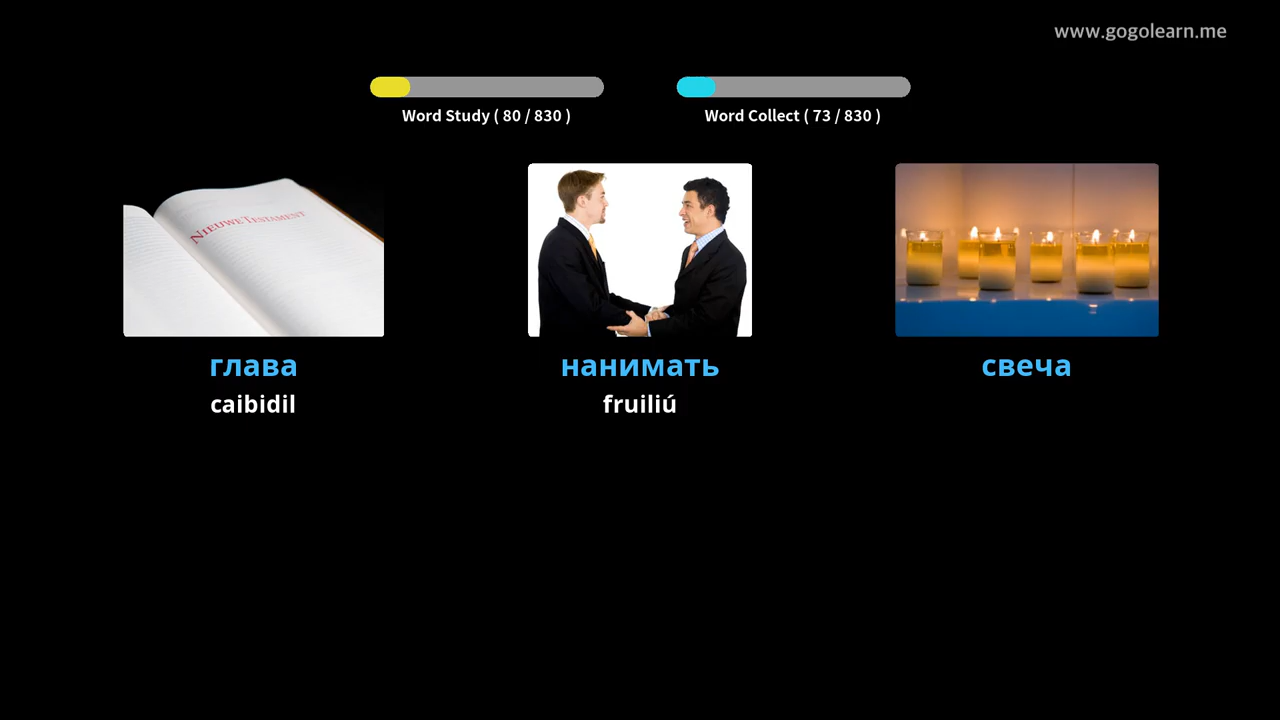 www.gogolearn.me
Word Study ( 80 / 830 )
Word Collect ( 73 / 830 )
NIEUWE TESTAMENT
глава
caibidil
нанимать
fruiliú
свеча